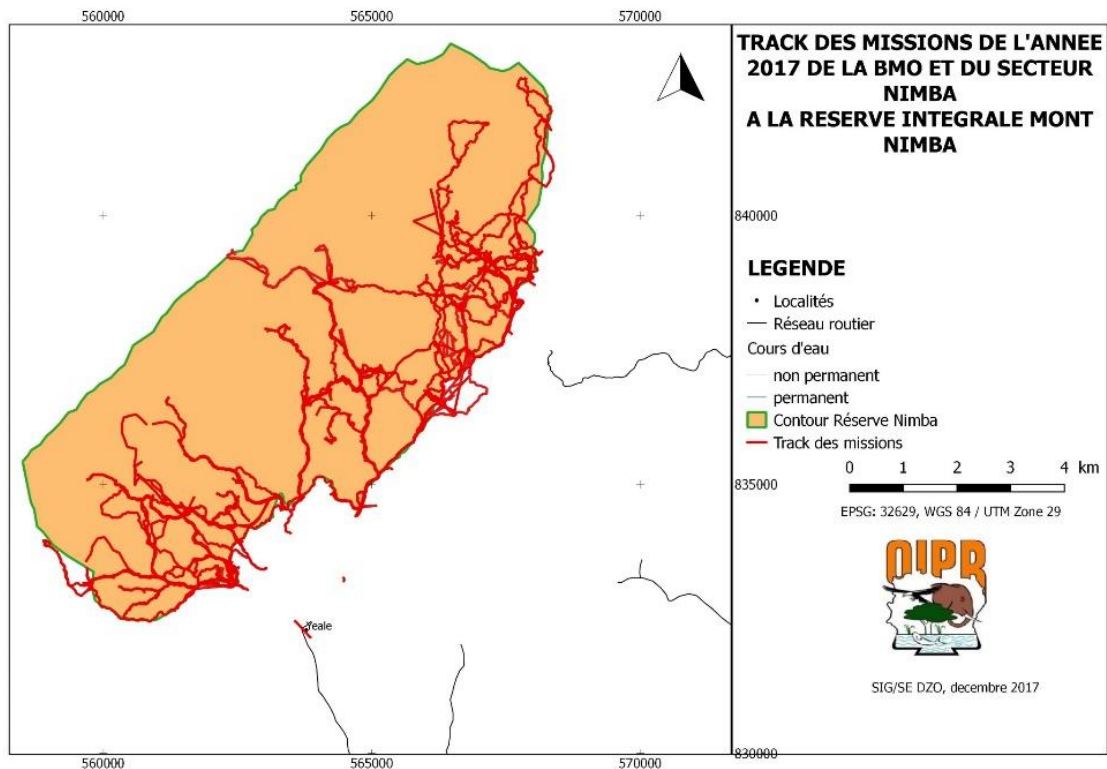 560000
565000
570000
TRACK DES MISSIONS DE L'ANNEE
2017 DE LA BMO ET DU SECTEUR
NIMBA
A LA RESERVE INTEGRALE MONT
NIMBA
840000
LEGENDE
Localités
Réseau routier
Cours d'eau
non permanent
permanent
Contour Réserve Nimba
Track des missions
0 1 2 3 4 km
835000
EPSG: 32629, WGS 84 / UTM Zone 29
OIPR
Yeale
SIG/SE DZO, decembre 2017
830000
560000
565000
570000